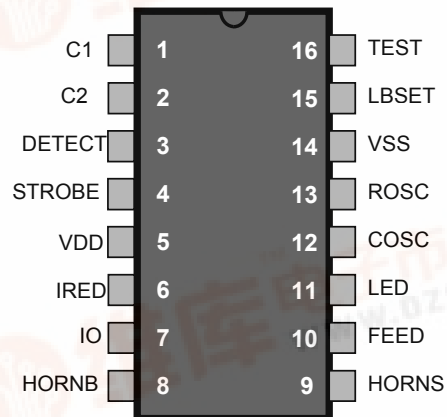 C1 1 16 TEST
C2 2 15 LBSET
DETECT 3 14 VSS
STROBE 4 13 ROSC
VDD 5 12 COSC
IRED 6 11 LED
IO 7 10 FEED
HORNB 8 9 HORNS